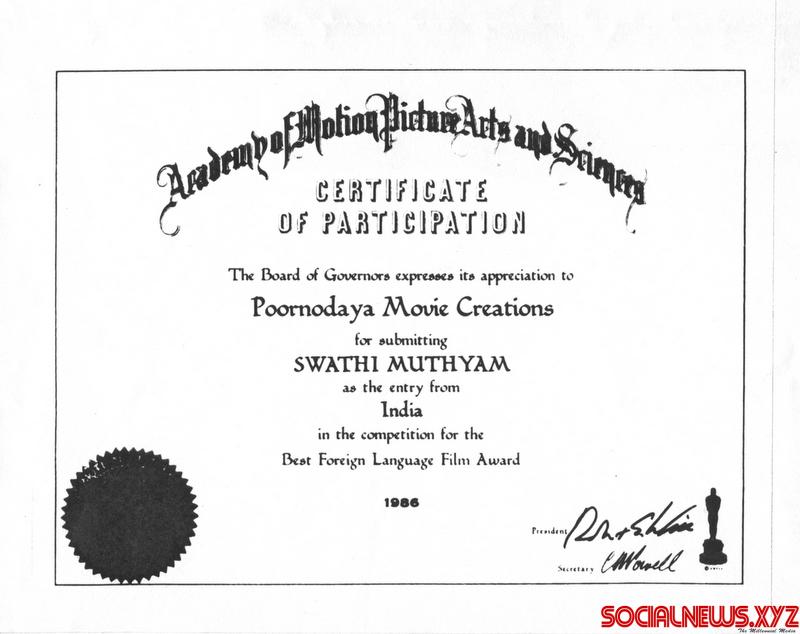 Academy of Motion Picture Arts and Sciences
CERTIFICATE
OF PARTICIPATION
The Board of Governors expresses its appreciation to
Poornodaya Movie Creations
for submitting
SWATHI MUTHYAM
as the entry from
India
in the competition for the
Best Foreign Language Film Award
1986
President
Secretary
SOCIALNEWS.XYZ
The Millennial Media